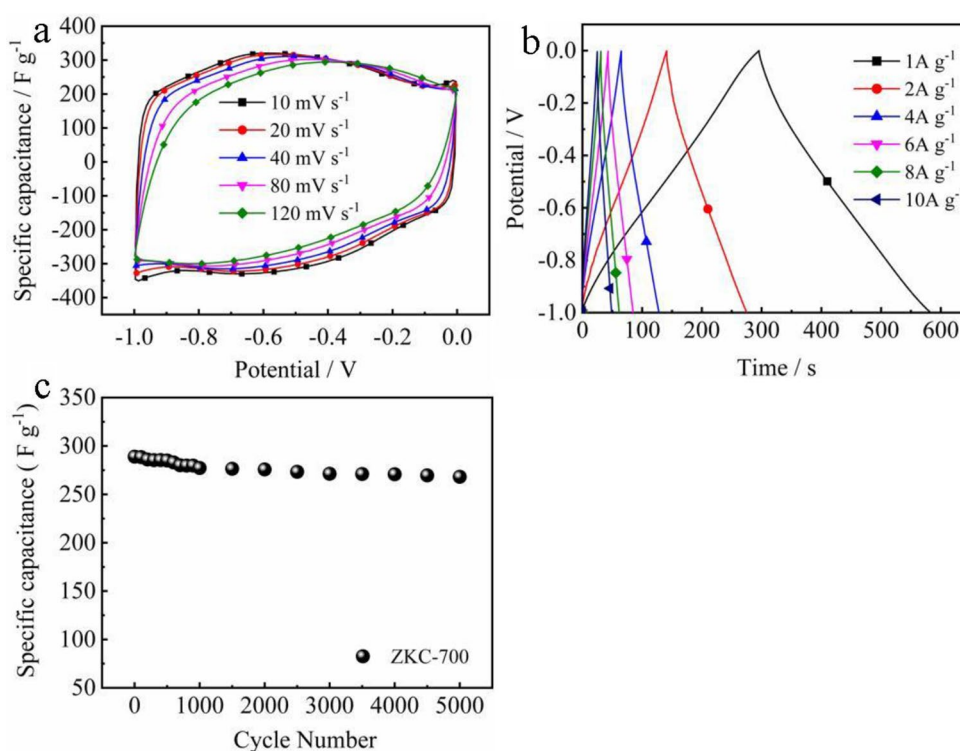 a
Specific capacitance / F g⁻¹
400
300
200
100
0
-100
-200
-300
-400
10 mV s⁻¹
20 mV s⁻¹
40 mV s⁻¹
80 mV s⁻¹
120 mV s⁻¹
-1.0 -0.8 -0.6 -0.4 -0.2 0.0
Potential / V
b
Potential / V
0.0
-0.2
-0.4
-0.6
-0.8
-1.0
1A g⁻¹
2A g⁻¹
4A g⁻¹
6A g⁻¹
8A g⁻¹
10A g⁻¹
0 100 200 300 400 500 600
Time / s
c
Specific capacitance ( F g⁻¹)
350
300
250
200
150
100
50
ZKC-700
0 1000 2000 3000 4000 5000
Cycle Number